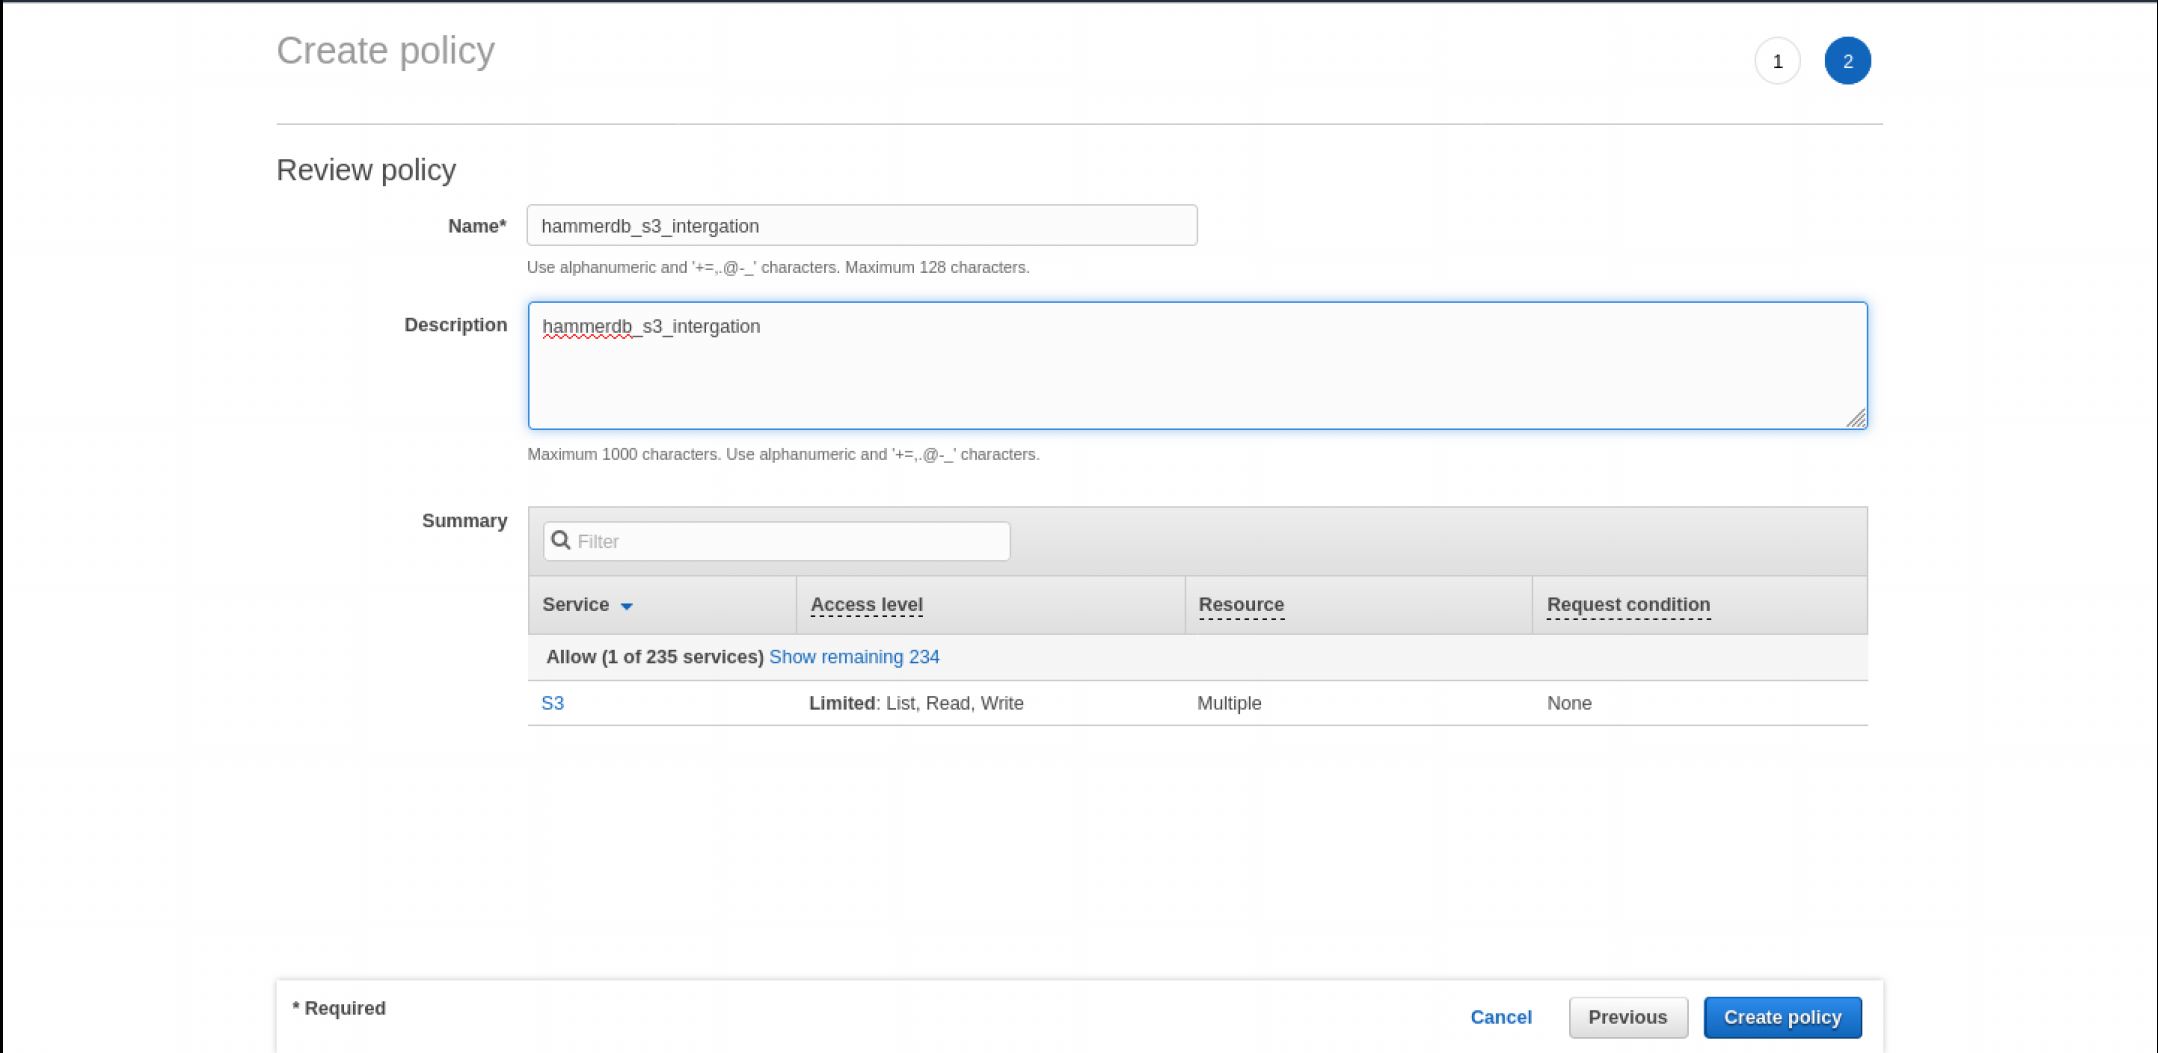 Create policy
1 2
Review policy
Name* hammerdb_s3_intergation
Use alphanumeric and '+=,.@-_' characters. Maximum 128 characters.
Description hammerdb_s3_intergation
Maximum 1000 characters. Use alphanumeric and '+=,.@-_' characters.
Summary Filter
Service Access level Resource Request condition
Allow (1 of 235 services) Show remaining 234
S3 Limited: List, Read, Write Multiple None
* Required Cancel Previous Create policy